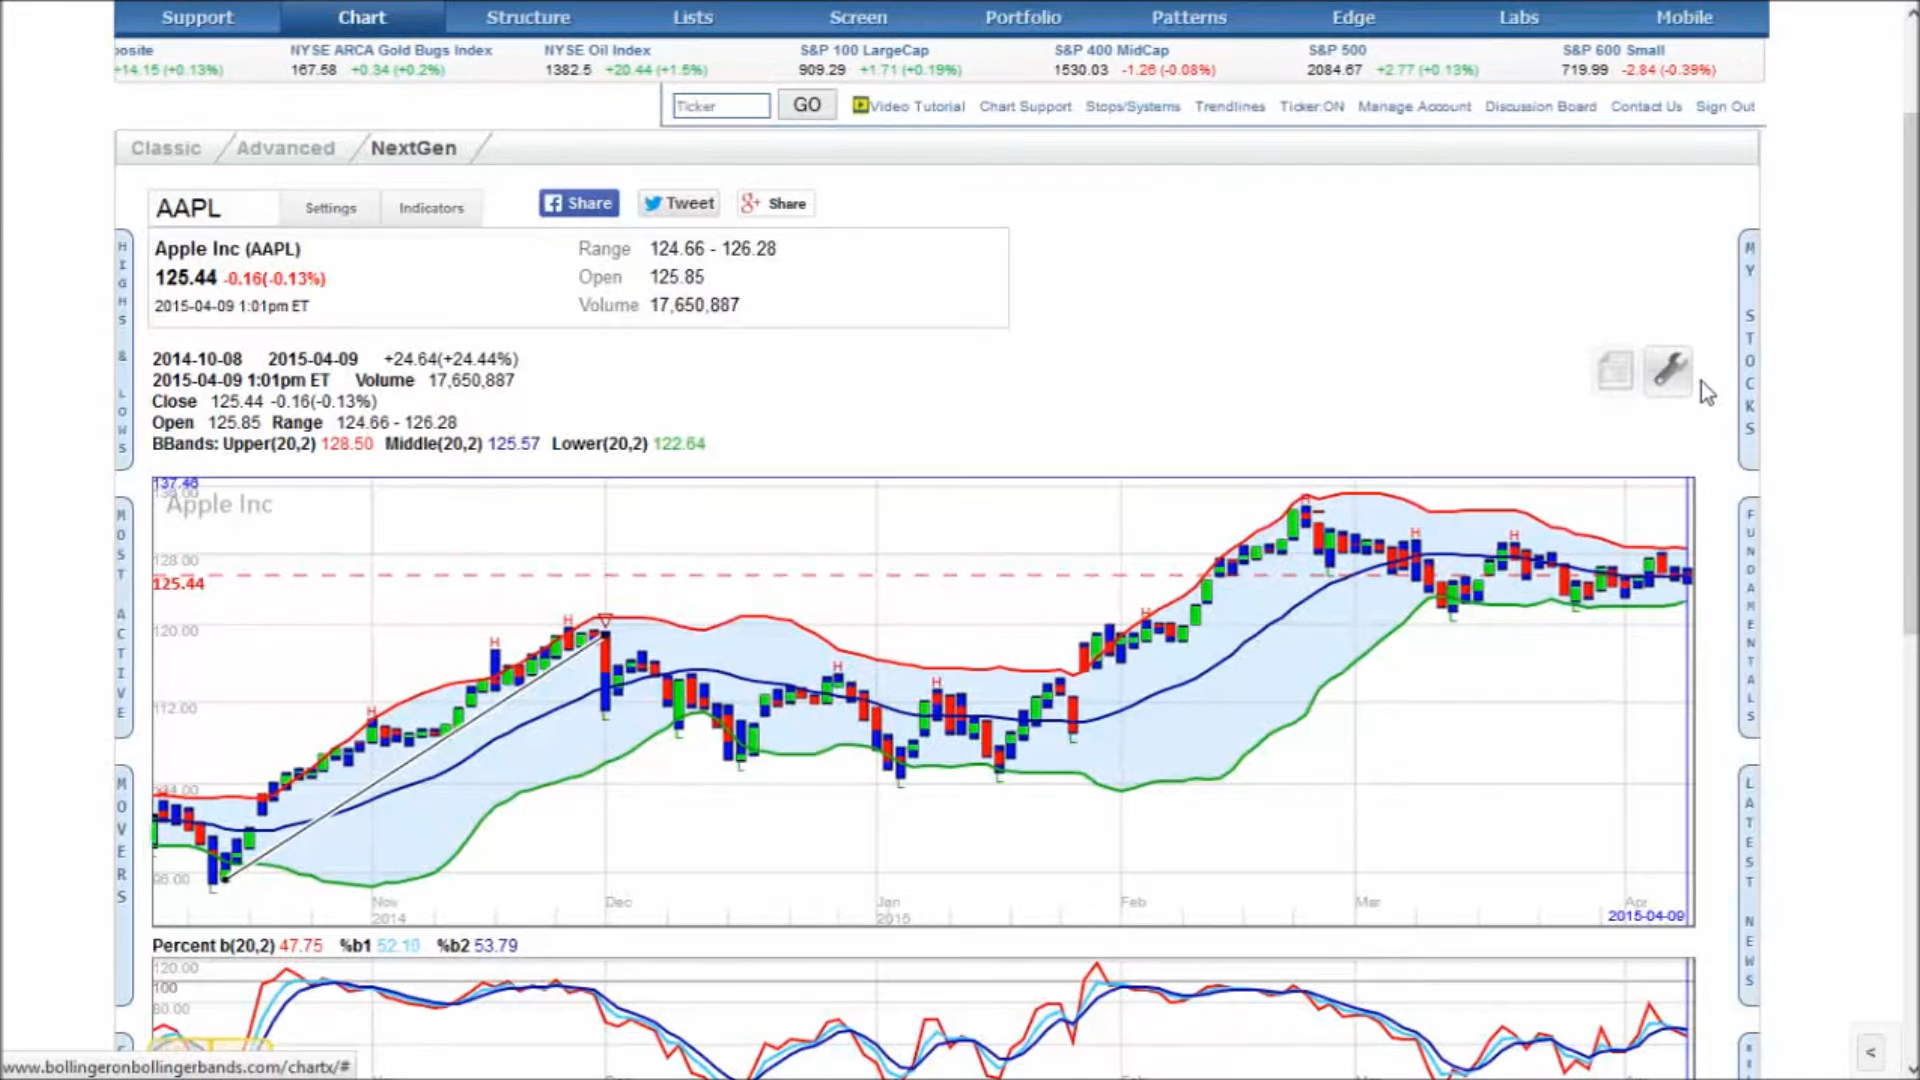 Support Chart Structure Lists Screen Portfolio Patterns Edge Labs Mobile
posite NYSE ARCA Gold Bugs Index NYSE Oil Index S&P 100 LargeCap S&P 400 MidCap S&P 500 S&P 600 Small
+14.15 (+0.13%) 167.58 +0.34 (+0.2%) 1382.5 +20.44 (+1.5%) 909.29 +1.71 (+0.19%) 1530.03 -1.26 (-0.08%) 2084.67 +2.77 (+0.13%) 719.99 -2.84 (-0.39%)
Ticker GO Video Tutorial Chart Support Stops/Systems Trendlines Ticker:ON Manage Account Discussion Board Contact Us Sign Out
Classic Advanced NextGen
AAPL Settings Indicators Share Tweet g+ Share
Apple Inc (AAPL) Range 124.66 - 126.28
125.44 -0.16(-0.13%) Open 125.85
2015-04-09 1:01pm ET Volume 17,650,887
HIGHS & LOWS
MY STOCKS
2014-10-08 2015-04-09 +24.64(+24.44%)
2015-04-09 1:01pm ET Volume 17,650,887
Close 125.44 -0.16(-0.13%)
Open 125.85 Range 124.66 - 126.28
BBands: Upper(20,2) 128.50 Middle(20,2) 125.57 Lower(20,2) 122.64
137.46
Apple Inc
128.00
125.44
120.00
112.00
96.00
H H H H H H H H H H
L L L L L L L L L L
MOST ACTIVE
FUNDAMENTALS
MOVERS
LATEST NEWS
Nov Dec Jan Feb Mar Apr
2014 2015 2015-04-09
Percent b(20,2) 47.75 %b1 52.10 %b2 53.79
120.00
100
80.00
<
www.bollingeronbollingerbands.com/chartx/#